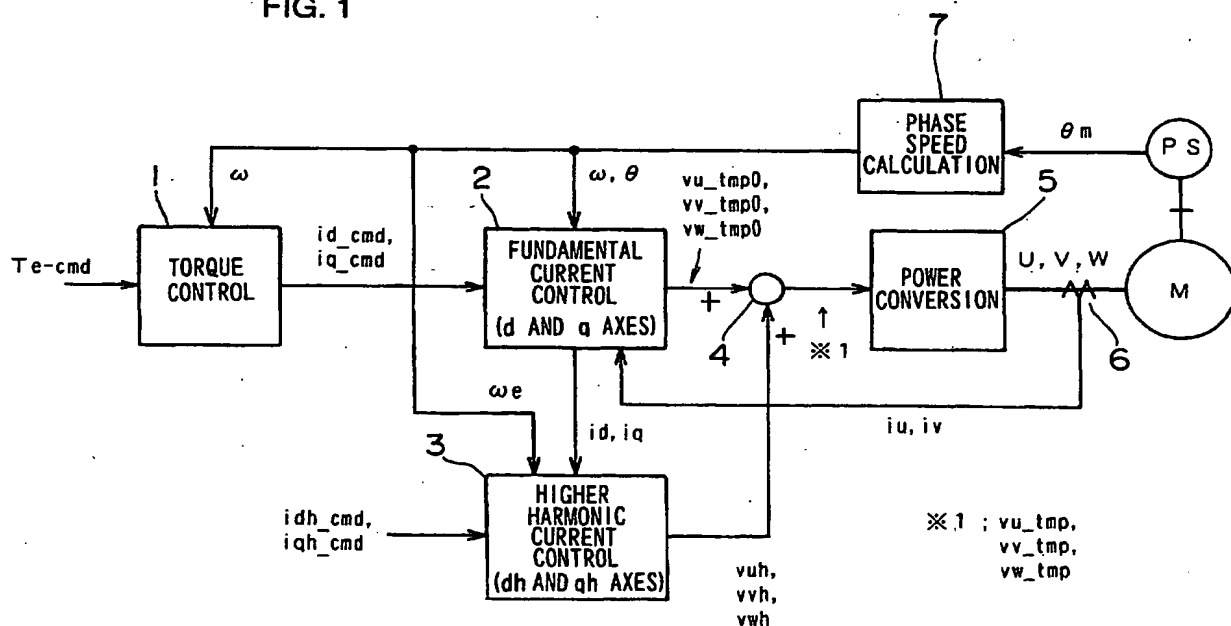 FIG. 1
7
PHASE
SPEED
CALCULATION
θm
PS
1
ω
2
ω, θ
vu_tmp0,
vv_tmp0,
vw_tmp0
5
Te-cmd
TORQUE
CONTROL
id_cmd,
iq_cmd
FUNDAMENTAL
CURRENT
CONTROL
(d AND q AXES)
+
4
+
↑
※1
POWER
CONVERSION
U, V, W
6
M
ωe
id, iq
iu, iv
3
idh_cmd,
iqh_cmd
HIGHER
HARMONIC
CURRENT
CONTROL
(dh AND qh AXES)
vuh,
vvh,
vwh
※1 ; vu_tmp,
vv_tmp,
vw_tmp